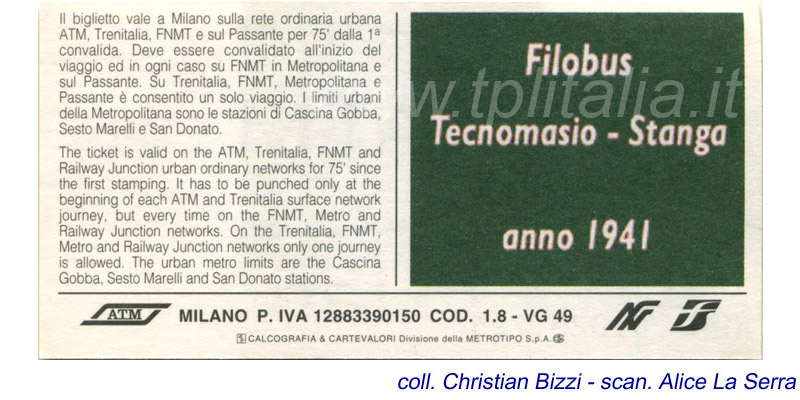 Il biglietto vale a Milano sulla rete ordinaria urbana
ATM, Trenitalia, FNMT e sul Passante per 75' dalla 1ª
convalida. Deve essere convalidato all'inizio del
viaggio ed in ogni caso su FNMT in Metropolitana e
sul Passante. Su Trenitalia, FNMT, Metropolitana e
Passante è consentito un solo viaggio. I limiti urbani
della Metropolitana sono le stazioni di Cascina Gobba,
Sesto Marelli e San Donato.
The ticket is valid on the ATM, Trenitalia, FNMT and
Railway Junction urban ordinary networks for 75' since
the first stamping. It has to be punched only at the
beginning of each ATM and Trenitalia surface network
journey, but every time on the FNMT, Metro and
Railway Junction networks. On the Trenitalia, FNMT,
Metro and Railway Junction networks only one journey
is allowed. The urban metro limits are the Cascina
Gobba, Sesto Marelli and San Donato stations.
Filobus
www.tplitalia.it
Tecnomasio - Stanga
anno 1941
ATM MILANO P. IVA 12883390150 COD. 1.8 - VG 49
CALCOGRAFIA & CARTEVALORI Divisione della METROTIPO S.p.A.
coll. Christian Bizzi - scan. Alice La Serra